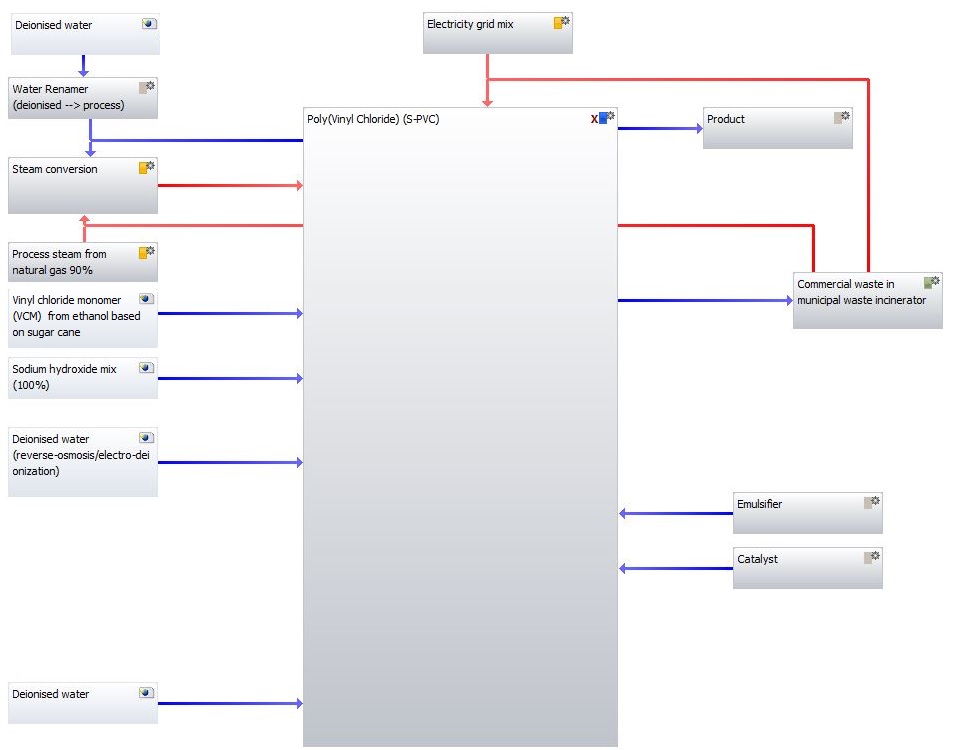 Deionised water
Electricity grid mix
Water Renamer
(deionised --> process)
Poly(Vinyl Chloride) (S-PVC)
X
Product
Steam conversion
Process steam from
natural gas 90%
Commercial waste in
municipal waste incinerator
Vinyl chloride monomer
(VCM) from ethanol based
on sugar cane
Sodium hydroxide mix
(100%)
Deionised water
(reverse-osmosis/electro-dei
onization)
Emulsifier
Catalyst
Deionised water